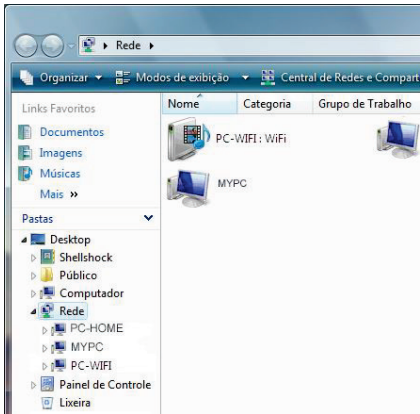 Rede
Organizar Modos de exibição Central de Redes e Compart
Links Favoritos
Documentos
Imagens
Músicas
Mais »
Pastas
Desktop
Shellshock
Público
Computador
Rede
PC-HOME
MYPC
PC-WIFI
Painel de Controle
Lixeira
Nome Categoria Grupo de Trabalho
PC-WIFI : WiFi
MYPC